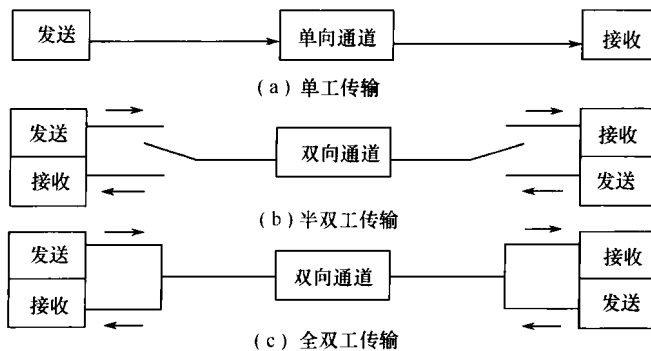 发送 单向通道 接收
(a) 单工传输
发送 双向通道 接收
接收 发送
(b) 半双工传输
发送 双向通道 接收
接收 发送
(c) 全双工传输